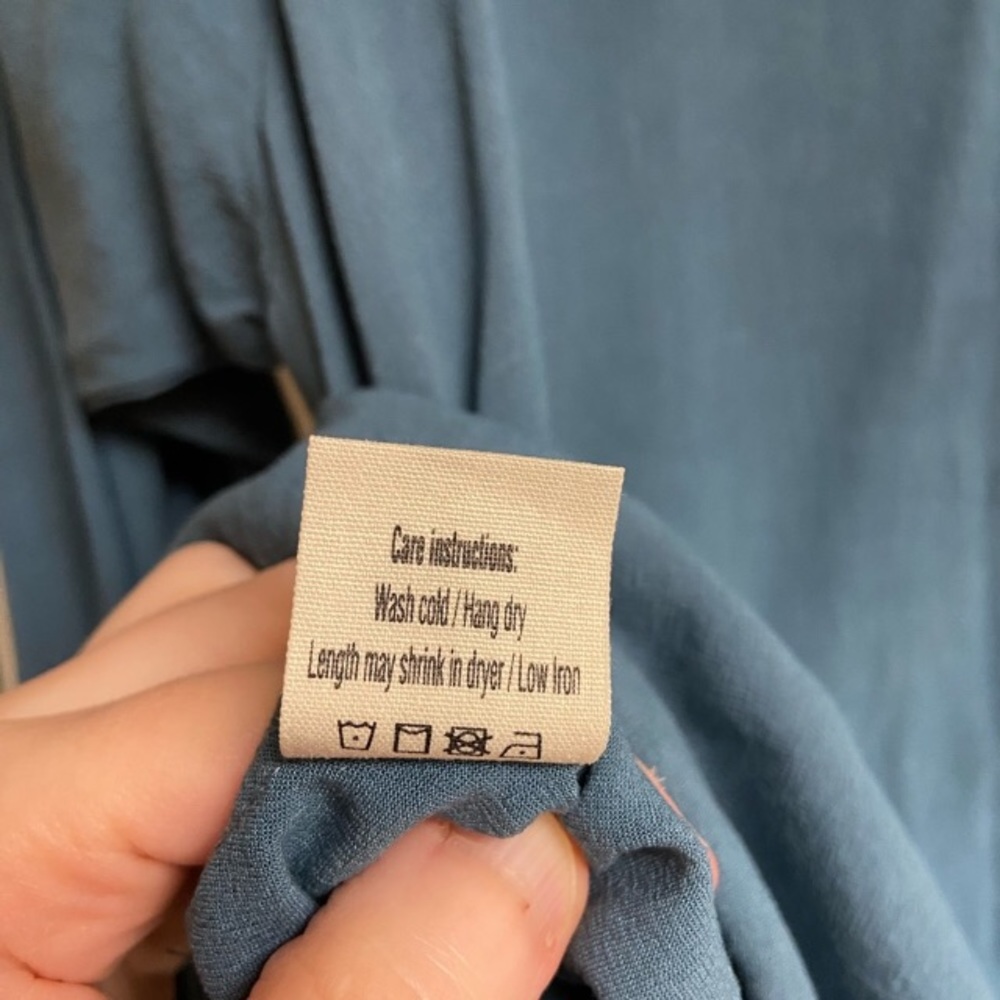 Care instructions:
Wash cold / Hang dry
Length may shrink in dryer / Low Iron